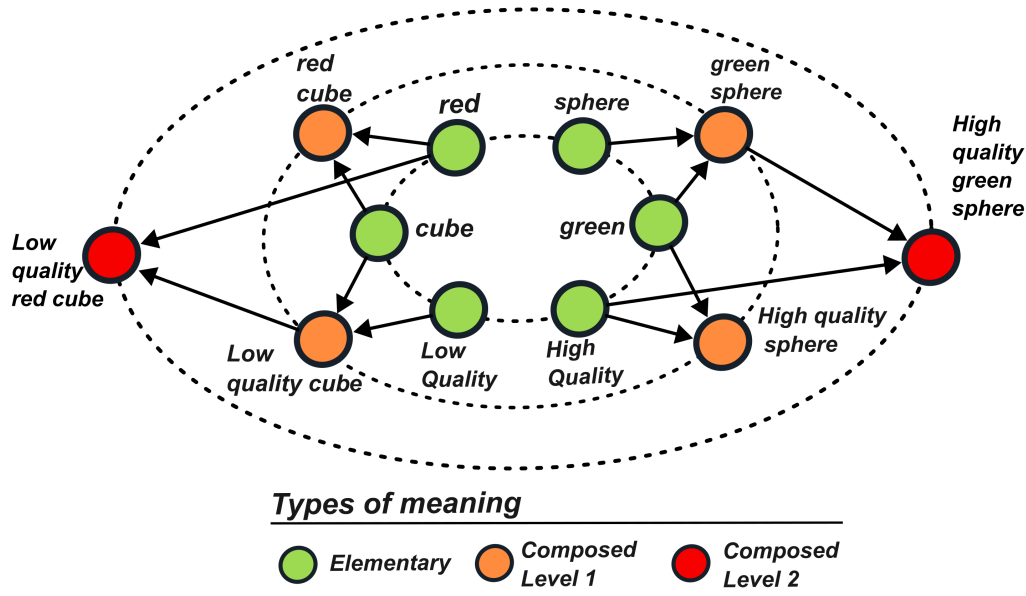 red
cube
red
sphere
green
sphere
High
quality
green
sphere
cube
green
Low
quality
red cube
Low
quality cube
Low
Quality
High
Quality
High quality
sphere
Types of meaning
Elementary
Composed
Level 1
Composed
Level 2